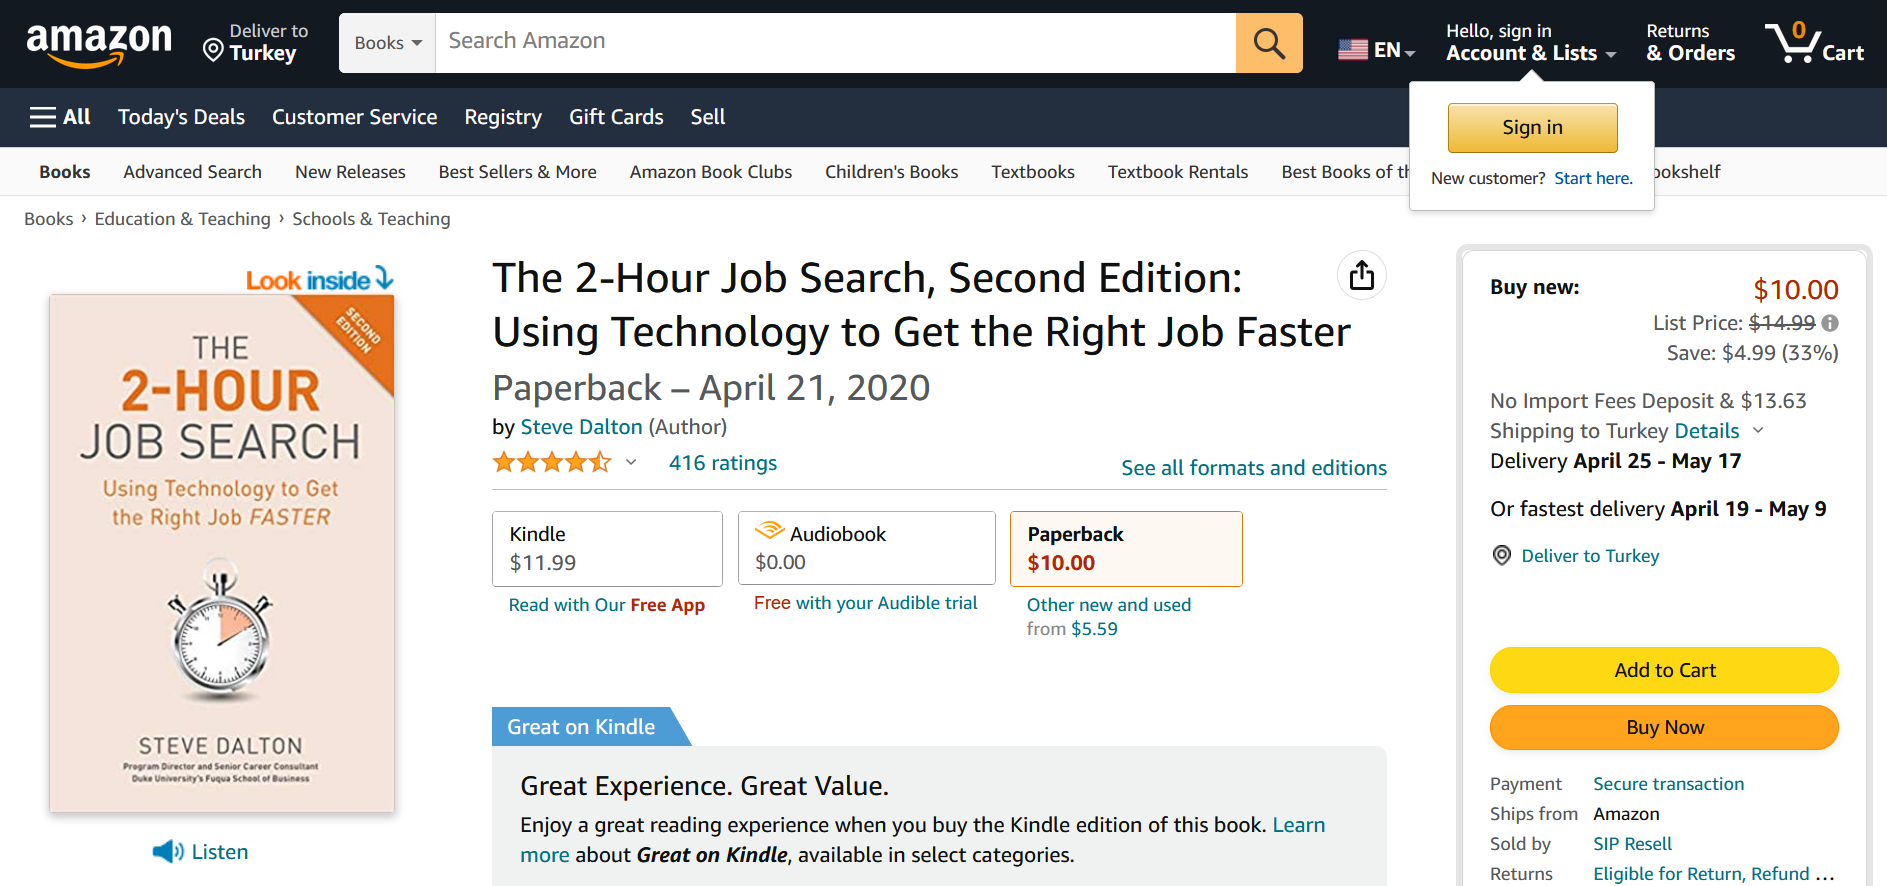 amazon
Deliver to
Turkey
Books
Search Amazon
EN
Hello, sign in
Account & Lists
Returns
& Orders
0
Cart
All
Today's Deals
Customer Service
Registry
Gift Cards
Sell
Sign in
New customer? Start here.
Books
Advanced Search
New Releases
Best Sellers & More
Amazon Book Clubs
Children's Books
Textbooks
Textbook Rentals
Best Books of
Books › Education & Teaching › Schools & Teaching
Look inside
SECOND
EDITION
THE
2-HOUR
JOB SEARCH
Using Technology to Get
the Right Job FASTER
STEVE DALTON
Program Director and Senior Career Consultant
Duke University's Fuqua School of Business
Listen
The 2-Hour Job Search, Second Edition:
Using Technology to Get the Right Job Faster
Paperback – April 21, 2020
by Steve Dalton (Author)
416 ratings
See all formats and editions
Kindle
$11.99
Read with Our Free App
Audiobook
$0.00
Free with your Audible trial
Paperback
$10.00
Other new and used
from $5.59
Great on Kindle
Great Experience. Great Value.
Enjoy a great reading experience when you buy the Kindle edition of this book. Learn
more about Great on Kindle, available in select categories.
Buy new:
$10.00
List Price: $14.99
Save: $4.99 (33%)
No Import Fees Deposit & $13.63
Shipping to Turkey Details
Delivery April 25 - May 17
Or fastest delivery April 19 - May 9
Deliver to Turkey
Add to Cart
Buy Now
Payment Secure transaction
Ships from Amazon
Sold by SIP Resell
Returns Eligible for Return, Refund ...